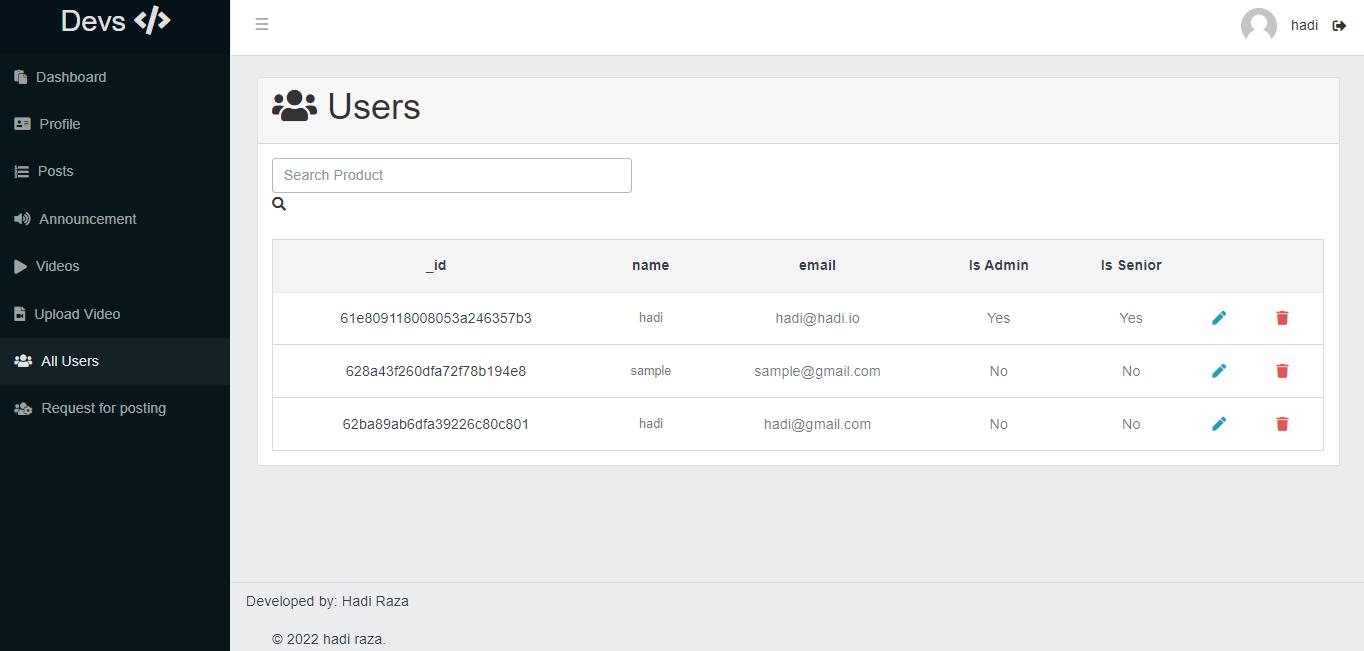 Devs </>
hadi
Dashboard
Profile
Posts
Announcement
Videos
Upload Video
All Users
Request for posting
Users
Search Product
_id name email Is Admin Is Senior
61e809118008053a246357b3 hadi hadi@hadi.io Yes Yes
628a43f260dfa72f78b194e8 sample sample@gmail.com No No
62ba89ab6dfa39226c80c801 hadi hadi@gmail.com No No
Developed by: Hadi Raza
© 2022 hadi raza.